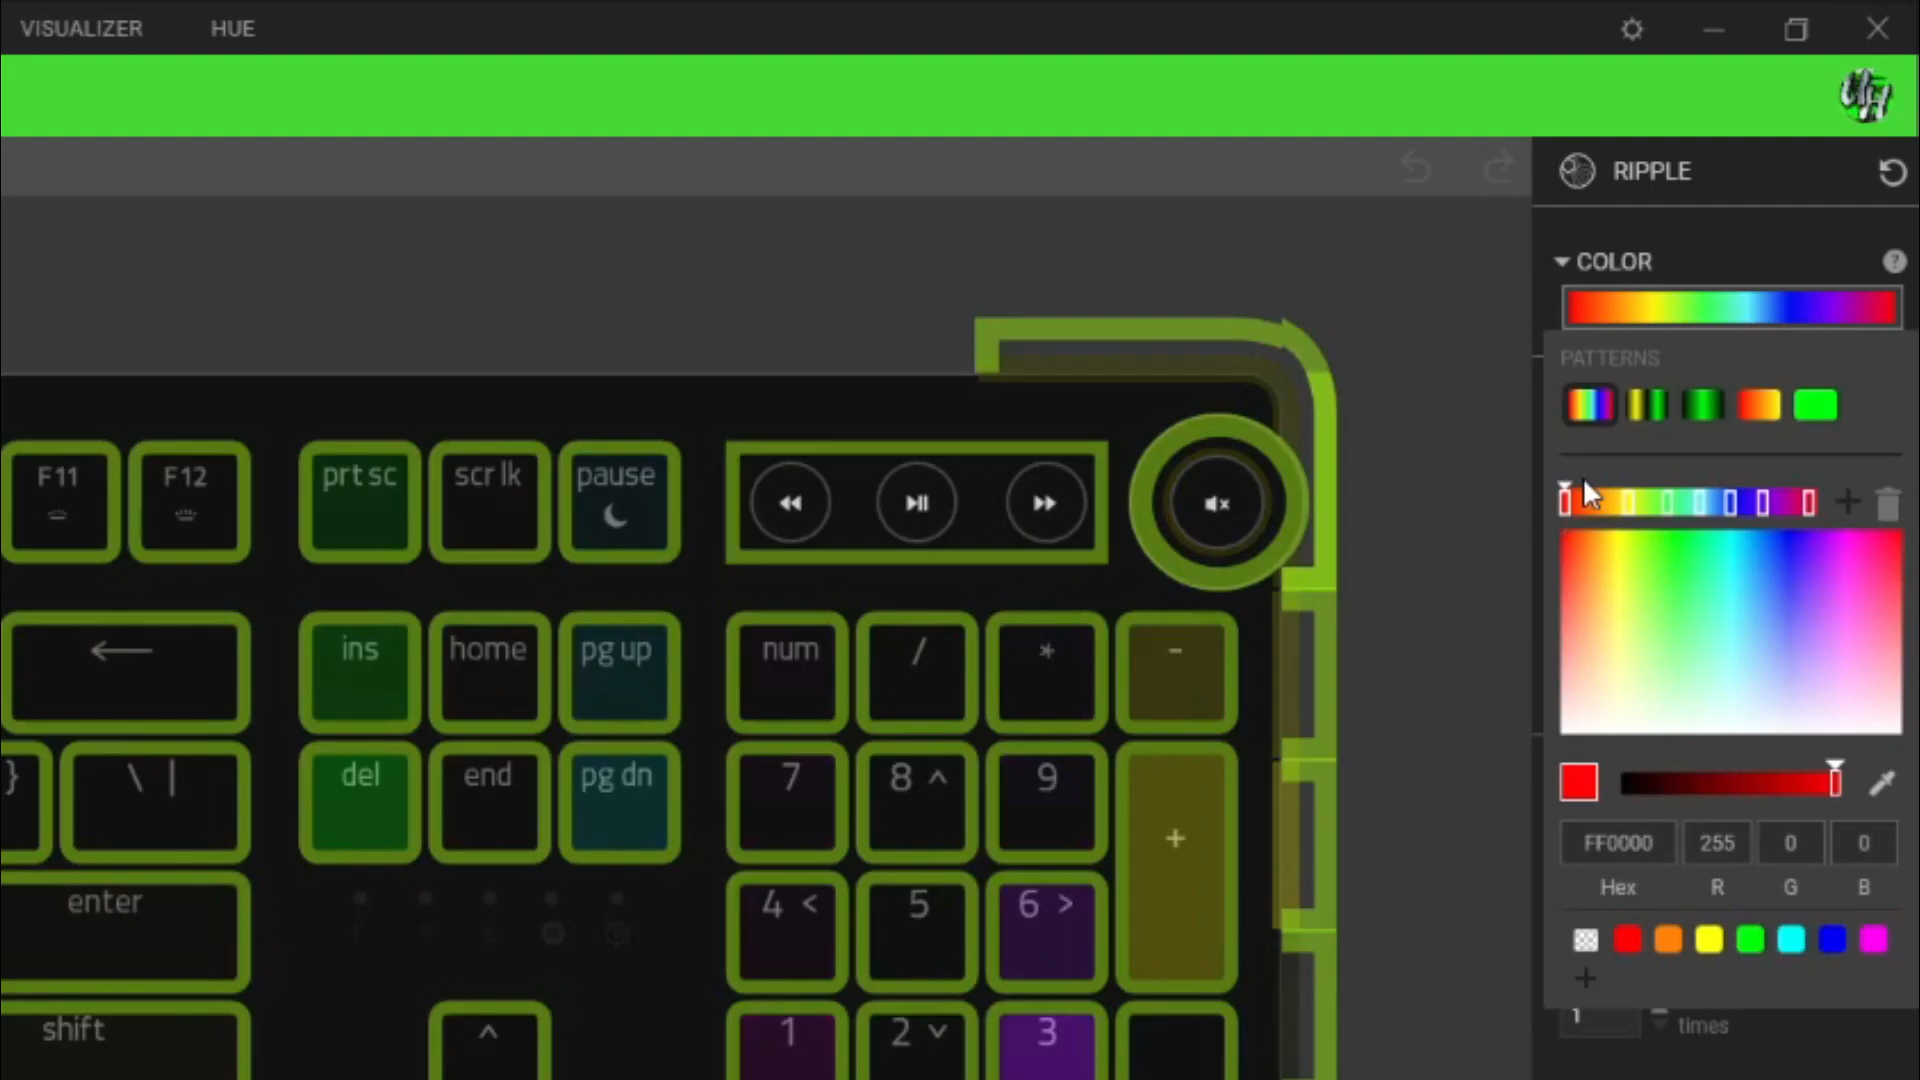 VISUALIZER HUE
RIPPLE
COLOR
?
PATTERNS
F11 F12 prt sc scr lk pause
ins home pg up num / * -
} \ | del end pg dn 7 8 ^ 9 +
FF0000 255 0 0
Hex R G B
enter 4 < 5 6 >
shift ^ 1 2 v 3
1 times